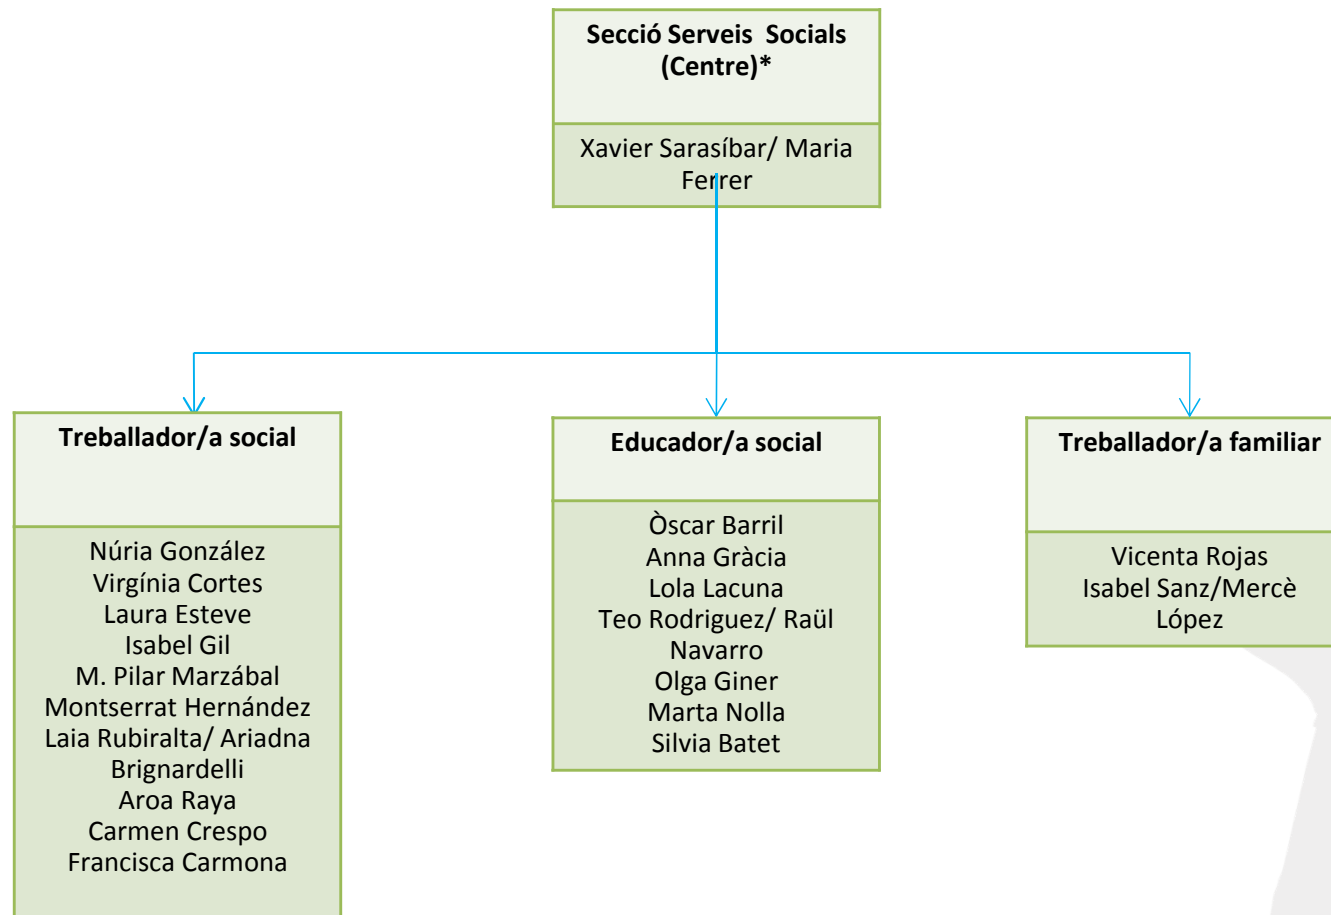 Secció Serveis Socials
(Centre)*
Xavier Sarasíbar/ Maria
Ferrer
Treballador/a social
Núria González
Virgínia Cortes
Laura Esteve
Isabel Gil
M. Pilar Marzábal
Montserrat Hernández
Laia Rubiralta/ Ariadna
Brignardelli
Aroa Raya
Carmen Crespo
Francisca Carmona
Educador/a social
Òscar Barril
Anna Gràcia
Lola Lacuna
Teo Rodriguez/ Raül
Navarro
Olga Giner
Marta Nolla
Silvia Batet
Treballador/a familiar
Vicenta Rojas
Isabel Sanz/Mercè
López